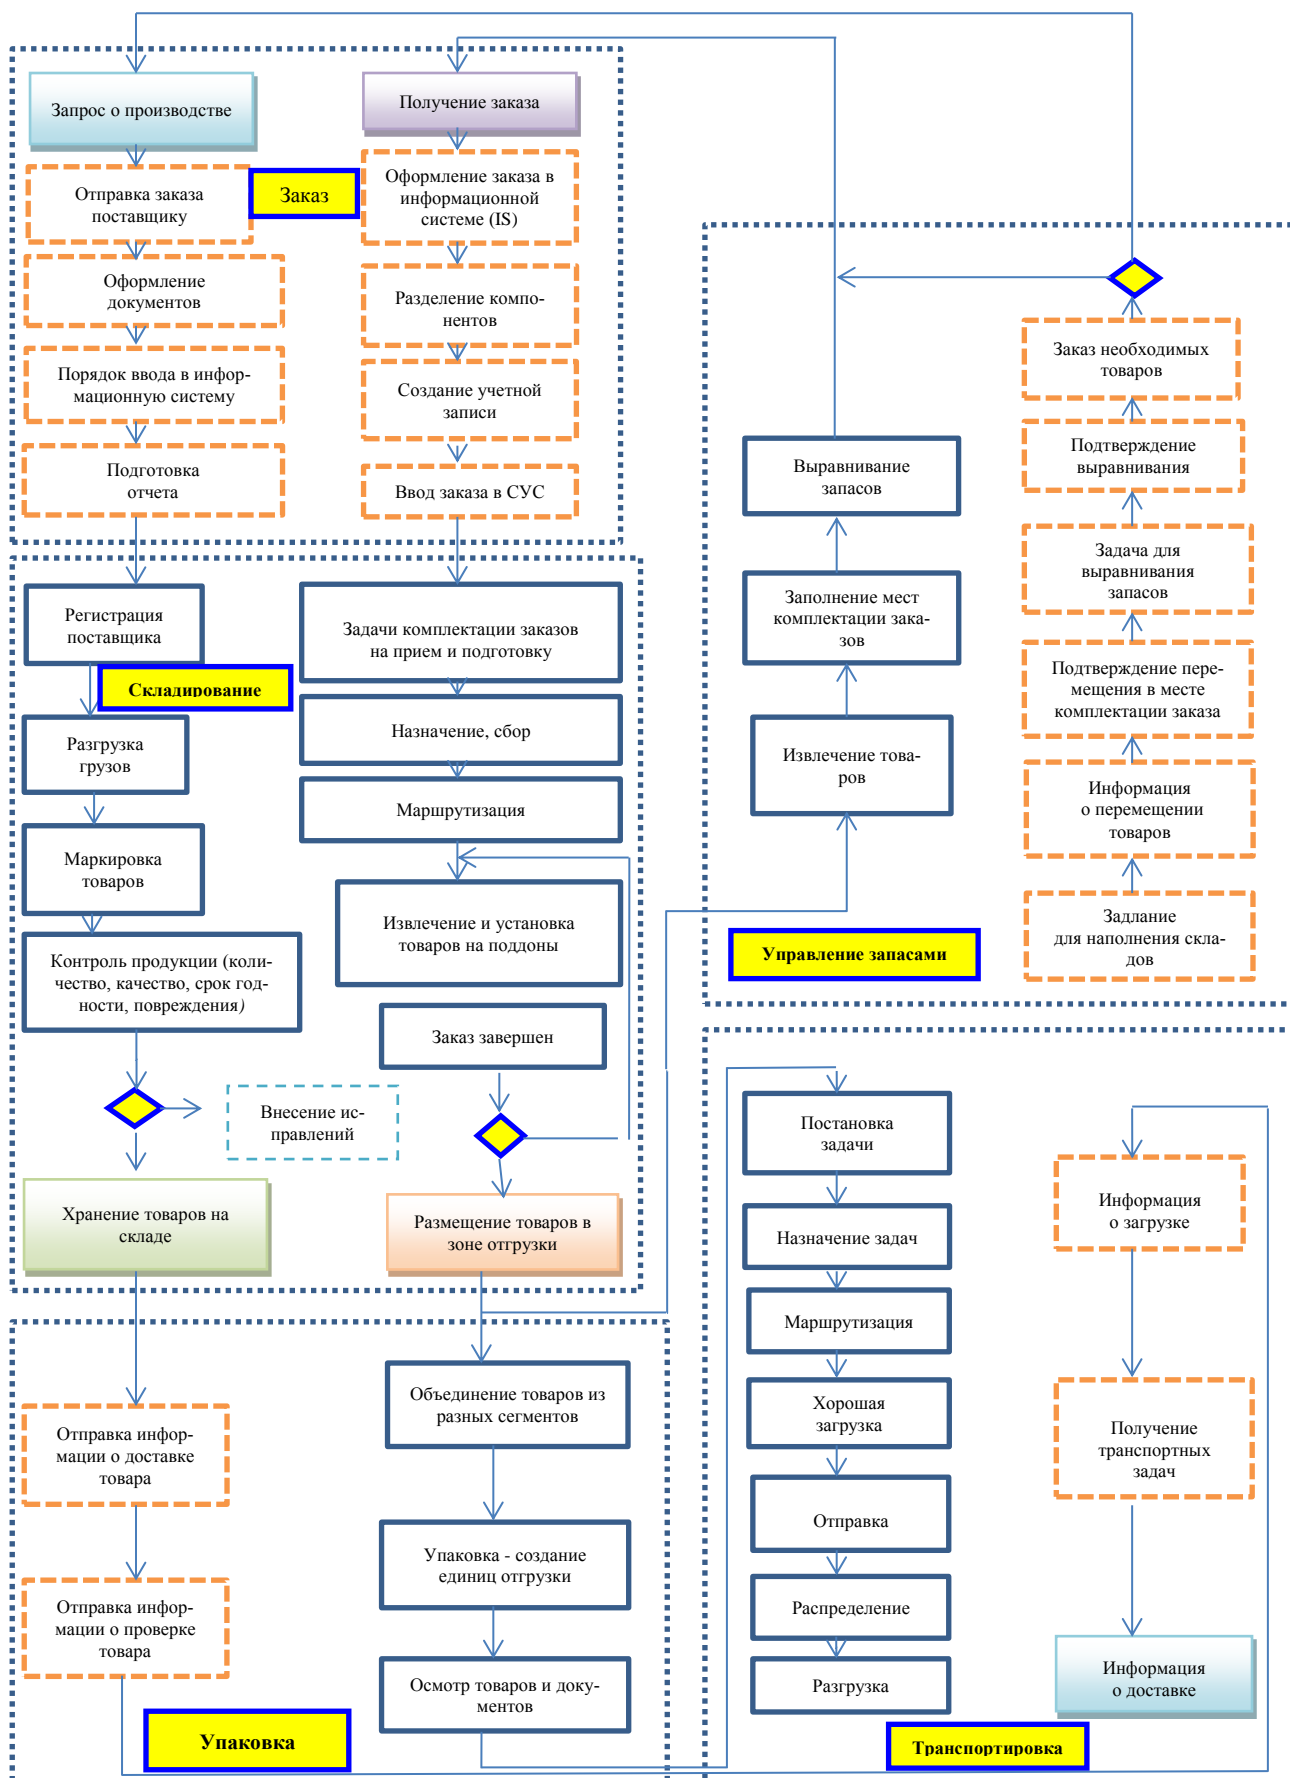 Запрос о производстве
Получение заказа
Отправка заказа
поставщику
Заказ
Оформление заказа в
информационной
системе (IS)
Оформление
документов
Разделение компо-
нентов
Порядок ввода в инфор-
мационную систему
Создание учетной
записи
Подготовка
отчета
Ввод заказа в СУС
Регистрация
поставщика
Задачи комплектации заказов
на прием и подготовку
Складирование
Разгрузка
грузов
Назначение, сбор
Маршрутизация
Маркировка
товаров
Извлечение и установка
товаров на поддоны
Контроль продукции (коли-
чество, качество, срок год-
ности, повреждения)
Заказ завершен
Внесение ис-
правлений
Хранение товаров на
складе
Размещение товаров в
зоне отгрузки
Заказ необходимых
товаров
Выравнивание
запасов
Подтверждение
выравнивания
Задача для
выравнивания
запасов
Заполнение мест
комплектации зака-
зов
Подтверждение пере-
мещения в месте
комплектации заказа
Извлечение това-
ров
Информация
о перемещении
товаров
Задлание
для наполнения скла-
дов
Управление запасами
Объединение товаров из
разных сегментов
Отправка инфор-
мации о доставке
товара
Упаковка - создание
единиц отгрузки
Отправка инфор-
мации о проверке
товара
Осмотр товаров и доку-
ментов
Упаковка
Постановка
задачи
Информация
о загрузке
Назначение задач
Маршрутизация
Хорошая
загрузка
Получение
транспортных
задач
Отправка
Распределение
Разгрузка
Информация
о доставке
Транспортировка